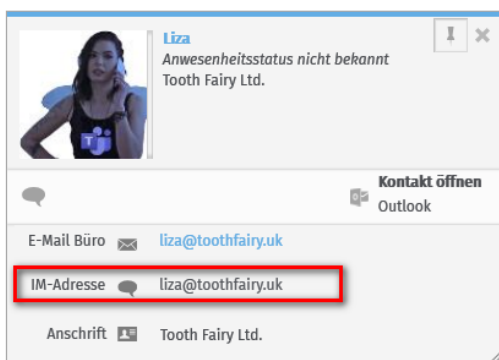 Liza
Anwesenheitsstatus nicht bekannt
Tooth Fairy Ltd.
Kontakt öffnen
Outlook
E-Mail Büro liza@toothfairy.uk
IM-Adresse liza@toothfairy.uk
Anschrift Tooth Fairy Ltd.